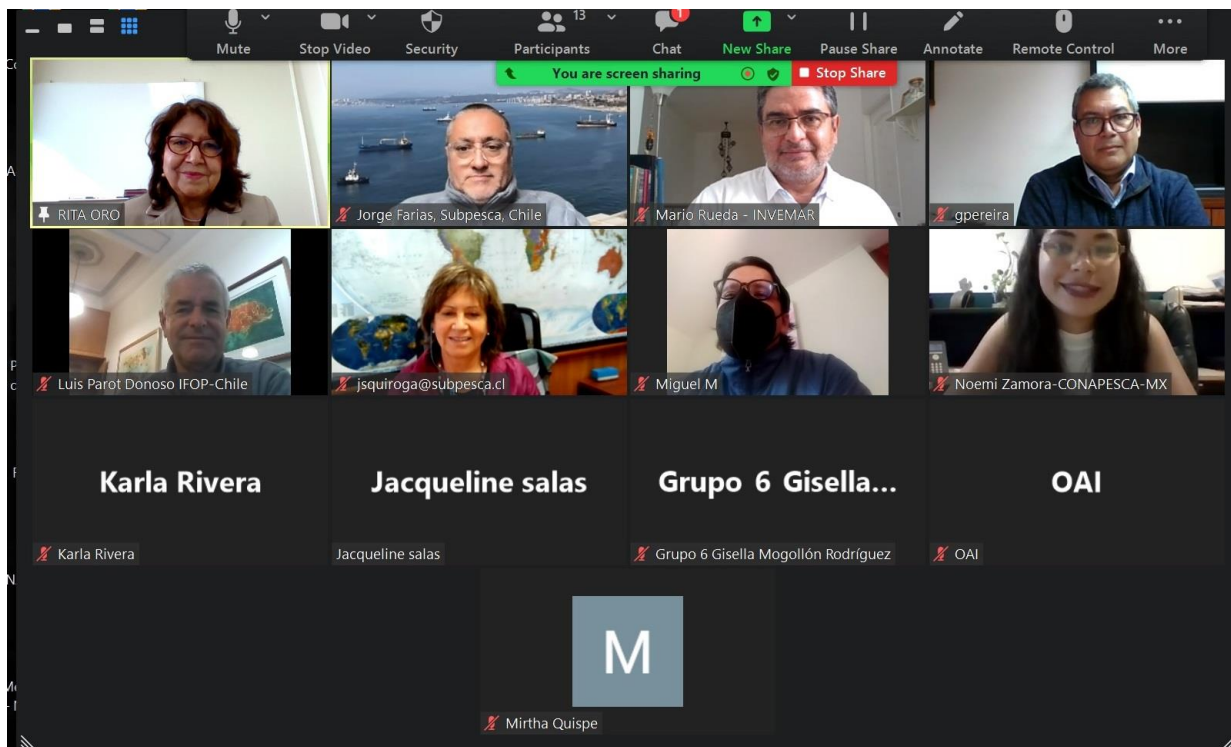 13
1
Mute
Stop Video
Security
Participants
Chat
New Share
Pause Share
Annotate
Remote Control
More
You are screen sharing
Stop Share
RITA ORO
Jorge Farias, Subpesca, Chile
Mario Rueda - INVEMAR
gpereira
Luis Parot Donoso IFOP-Chile
jsquiroga@subpesca.cl
Miguel M
Noemi Zamora-CONAPESCA-MX
Karla Rivera
Jacqueline salas
Grupo 6 Gisella...
OAI
Karla Rivera
Jacqueline salas
Grupo 6 Gisella Mogollón Rodríguez
OAI
M
Mirtha Quispe